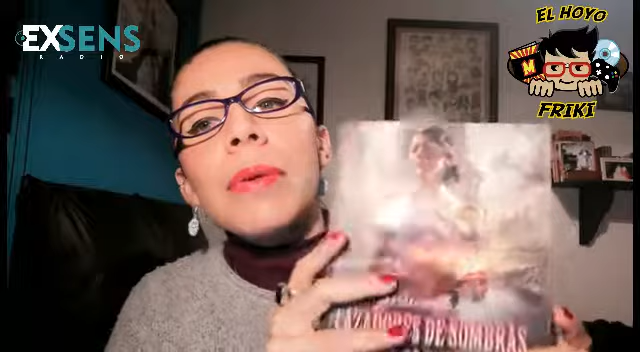 EXSENS
RADIO
EL HOYO
M
FRIKI
CAZADORES DE SOMBRAS